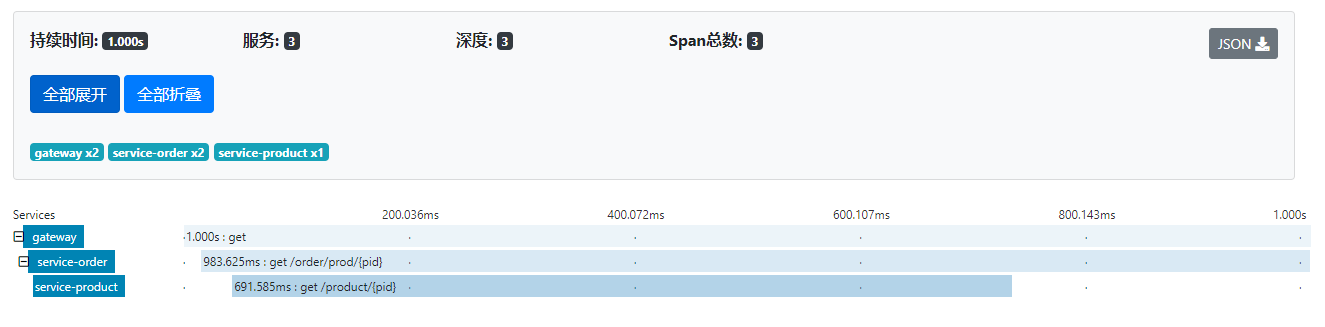 持续时间: 1.000s 服务: 3 深度: 3 Span总数: 3 JSON
全部展开 全部折叠
gateway x2 service-order x2 service-product x1
Services 200.036ms 400.072ms 600.107ms 800.143ms 1.000s
gateway 1.000s : get
service-order 983.625ms : get /order/prod/{pid}
service-product 691.585ms : get /product/{pid}